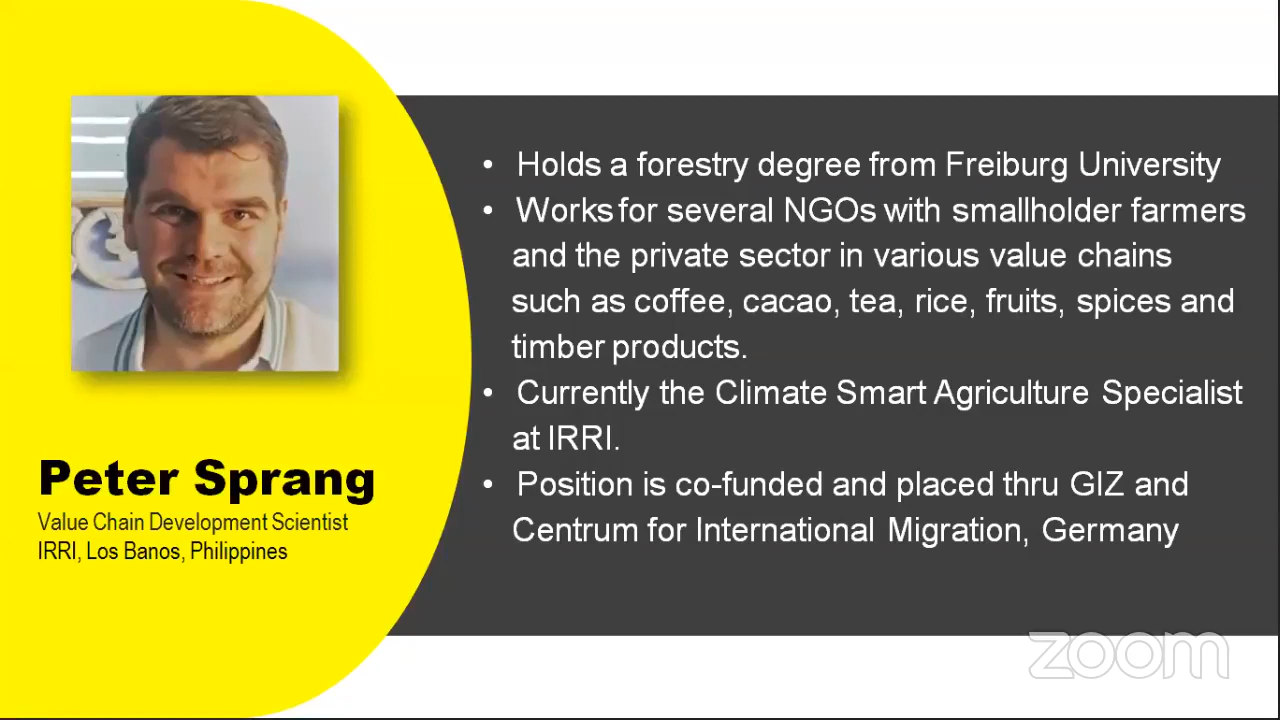 Peter Sprang
Value Chain Development Scientist
IRRI, Los Banos, Philippines
• Holds a forestry degree from Freiburg University
• Works for several NGOs with smallholder farmers
and the private sector in various value chains
such as coffee, cacao, tea, rice, fruits, spices and
timber products.
• Currently the Climate Smart Agriculture Specialist
at IRRI.
• Position is co-funded and placed thru GIZ and
Centrum for International Migration, Germany
zoom